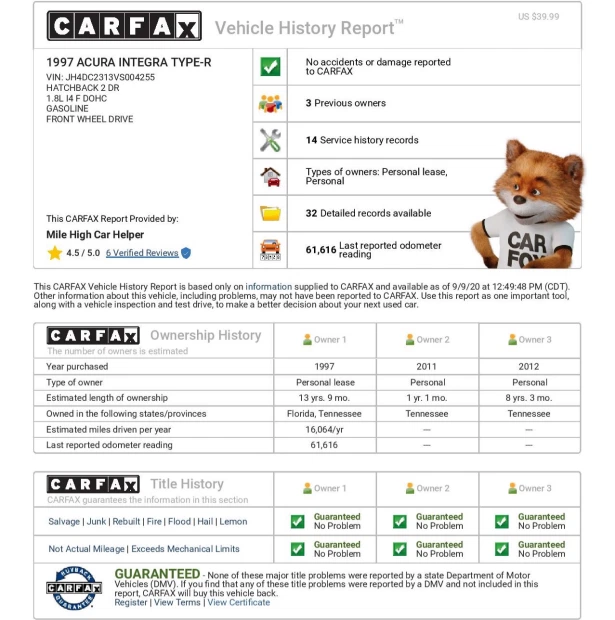 CARFAX Vehicle History Report™
US $39.99
1997 ACURA INTEGRA TYPE-R
VIN: JH4DC2313VS004255
HATCHBACK 2 DR
1.8L I4 F DOHC
GASOLINE
FRONT WHEEL DRIVE
This CARFAX Report Provided by:
Mile High Car Helper
4.5 / 5.0 6 Verified Reviews
No accidents or damage reported
to CARFAX
3 Previous owners
14 Service history records
Types of owners: Personal lease,
Personal
32 Detailed records available
61,616 Last reported odometer
reading
CAR
FOX
This CARFAX Vehicle History Report is based only on information supplied to CARFAX and available as of 9/9/20 at 12:49:48 PM (CDT).
Other information about this vehicle, including problems, may not have been reported to CARFAX. Use this report as one important tool,
along with a vehicle inspection and test drive, to make a better decision about your next used car.
CARFAX Ownership History
The number of owners is estimated
Owner 1 Owner 2 Owner 3
Year purchased 1997 2011 2012
Type of owner Personal lease Personal Personal
Estimated length of ownership 13 yrs. 9 mo. 1 yr. 1 mo. 8 yrs. 3 mo.
Owned in the following states/provinces Florida, Tennessee Tennessee Tennessee
Estimated miles driven per year 16,064/yr — —
Last reported odometer reading 61,616 — —
CARFAX Title History
CARFAX guarantees the information in this section
Owner 1 Owner 2 Owner 3
Salvage | Junk | Rebuilt | Fire | Flood | Hail | Lemon
Guaranteed Guaranteed Guaranteed
No Problem No Problem No Problem
Not Actual Mileage | Exceeds Mechanical Limits
Guaranteed Guaranteed Guaranteed
No Problem No Problem No Problem
BUYBACK
CARFAX
GUARANTEE
GUARANTEED - None of these major title problems were reported by a state Department of Motor
Vehicles (DMV). If you find that any of these title problems were reported by a DMV and not included in this
report, CARFAX will buy this vehicle back.
Register | View Terms | View Certificate